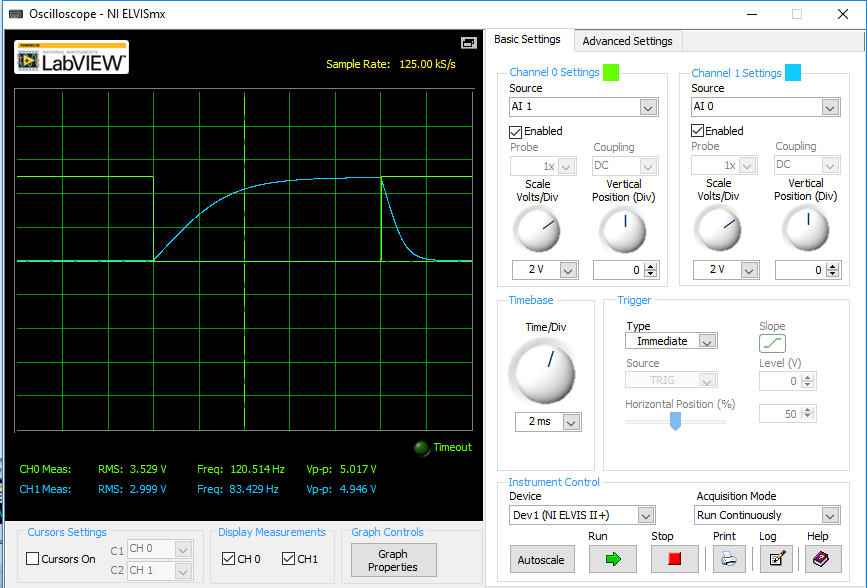 Oscilloscope - NI ELVISmx
POWERED BY
NATIONAL INSTRUMENTS
LabVIEW™
Sample Rate: 125.00 kS/s
Timeout
CH0 Meas: RMS: 3.529 V Freq: 120.514 Hz Vp-p: 5.017 V
CH1 Meas: RMS: 2.999 V Freq: 83.429 Hz Vp-p: 4.946 V
Cursors Settings
Cursors On
C1 CH 0
C2 CH 1
Display Measurements
CH 0 CH1
Graph Controls
Graph
Properties
Basic Settings Advanced Settings
Channel 0 Settings
Source
AI 1
Enabled
Probe Coupling
1x DC
Scale Vertical
Volts/Div Position (Div)
2 V 0
Channel 1 Settings
Source
AI 0
Enabled
Probe Coupling
1x DC
Scale Vertical
Volts/Div Position (Div)
2 V 0
Timebase
Time/Div
2 ms
Trigger
Type Slope
Immediate
Source Level (V)
TRIG 0
Horizontal Position (%)
50
Instrument Control
Device Acquisition Mode
Dev1 (NI ELVIS II+) Run Continuously
Run Stop Print Log Help
Autoscale